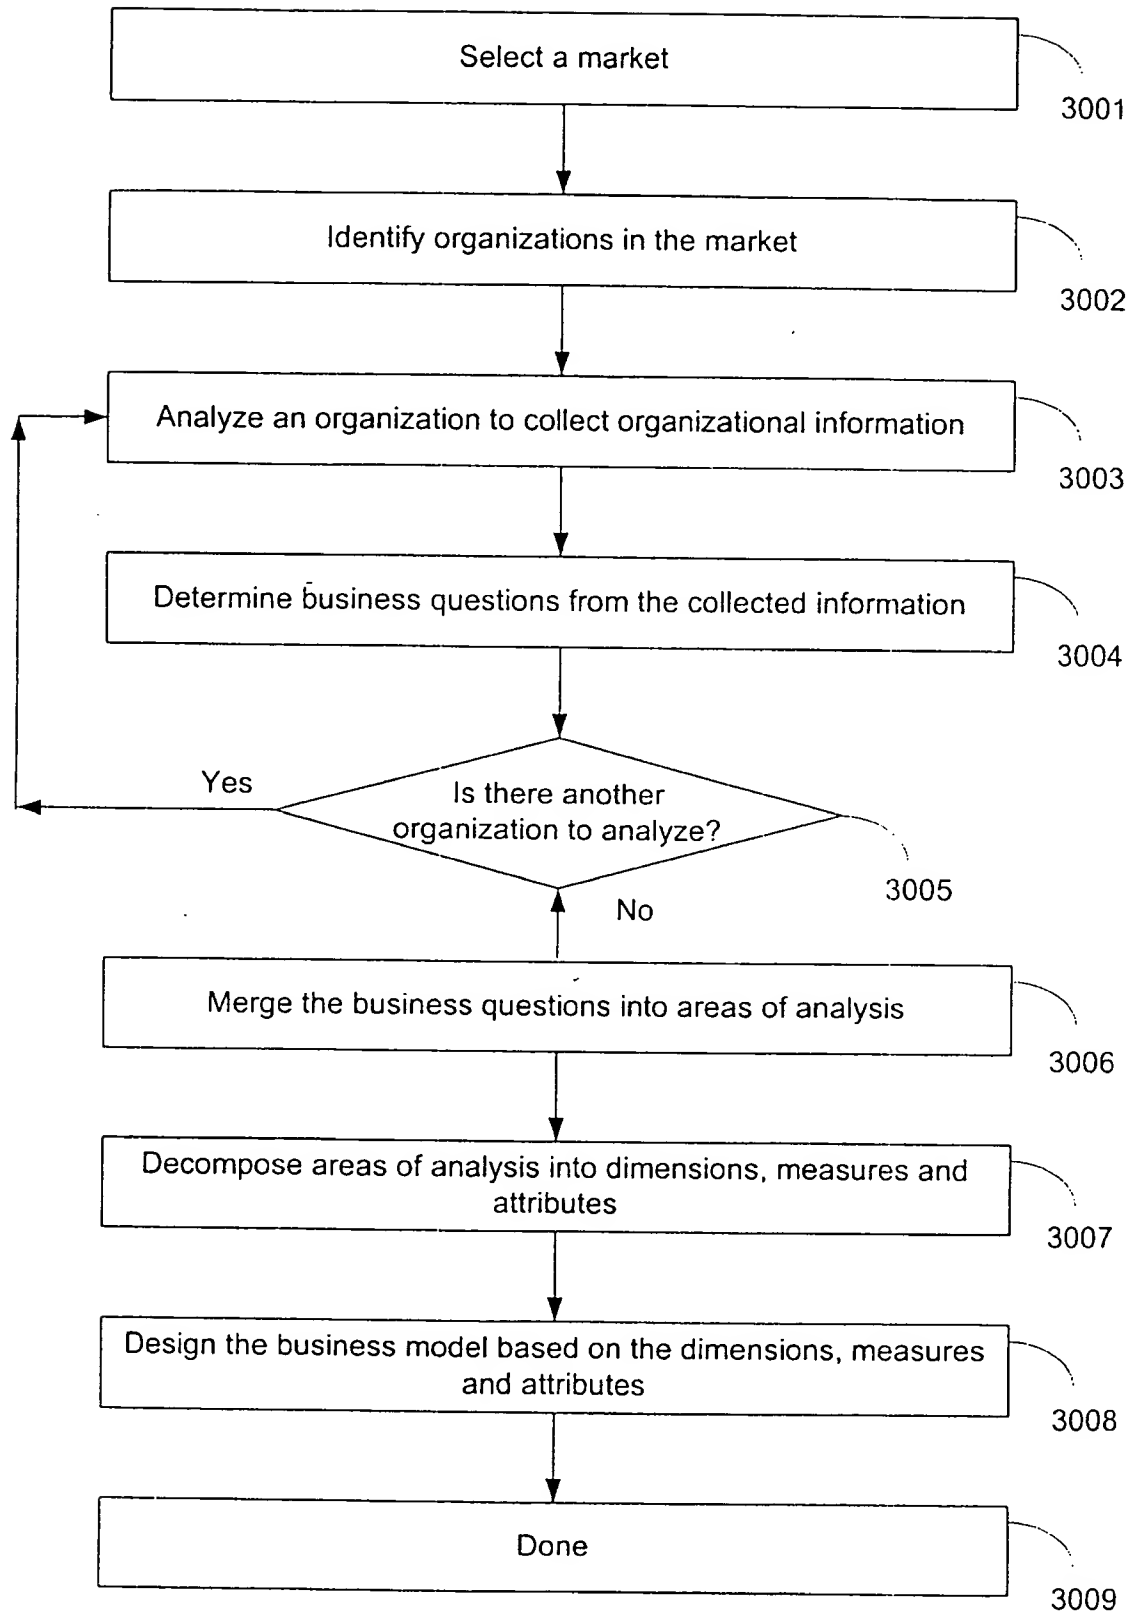 Select a market
3001
Identify organizations in the market
3002
Analyze an organization to collect organizational information
3003
Determine business questions from the collected information
3004
Yes
Is there another
organization to analyze?
3005
No
Merge the business questions into areas of analysis
3006
Decompose areas of analysis into dimensions, measures and
attributes
3007
Design the business model based on the dimensions, measures
and attributes
3008
Done
3009